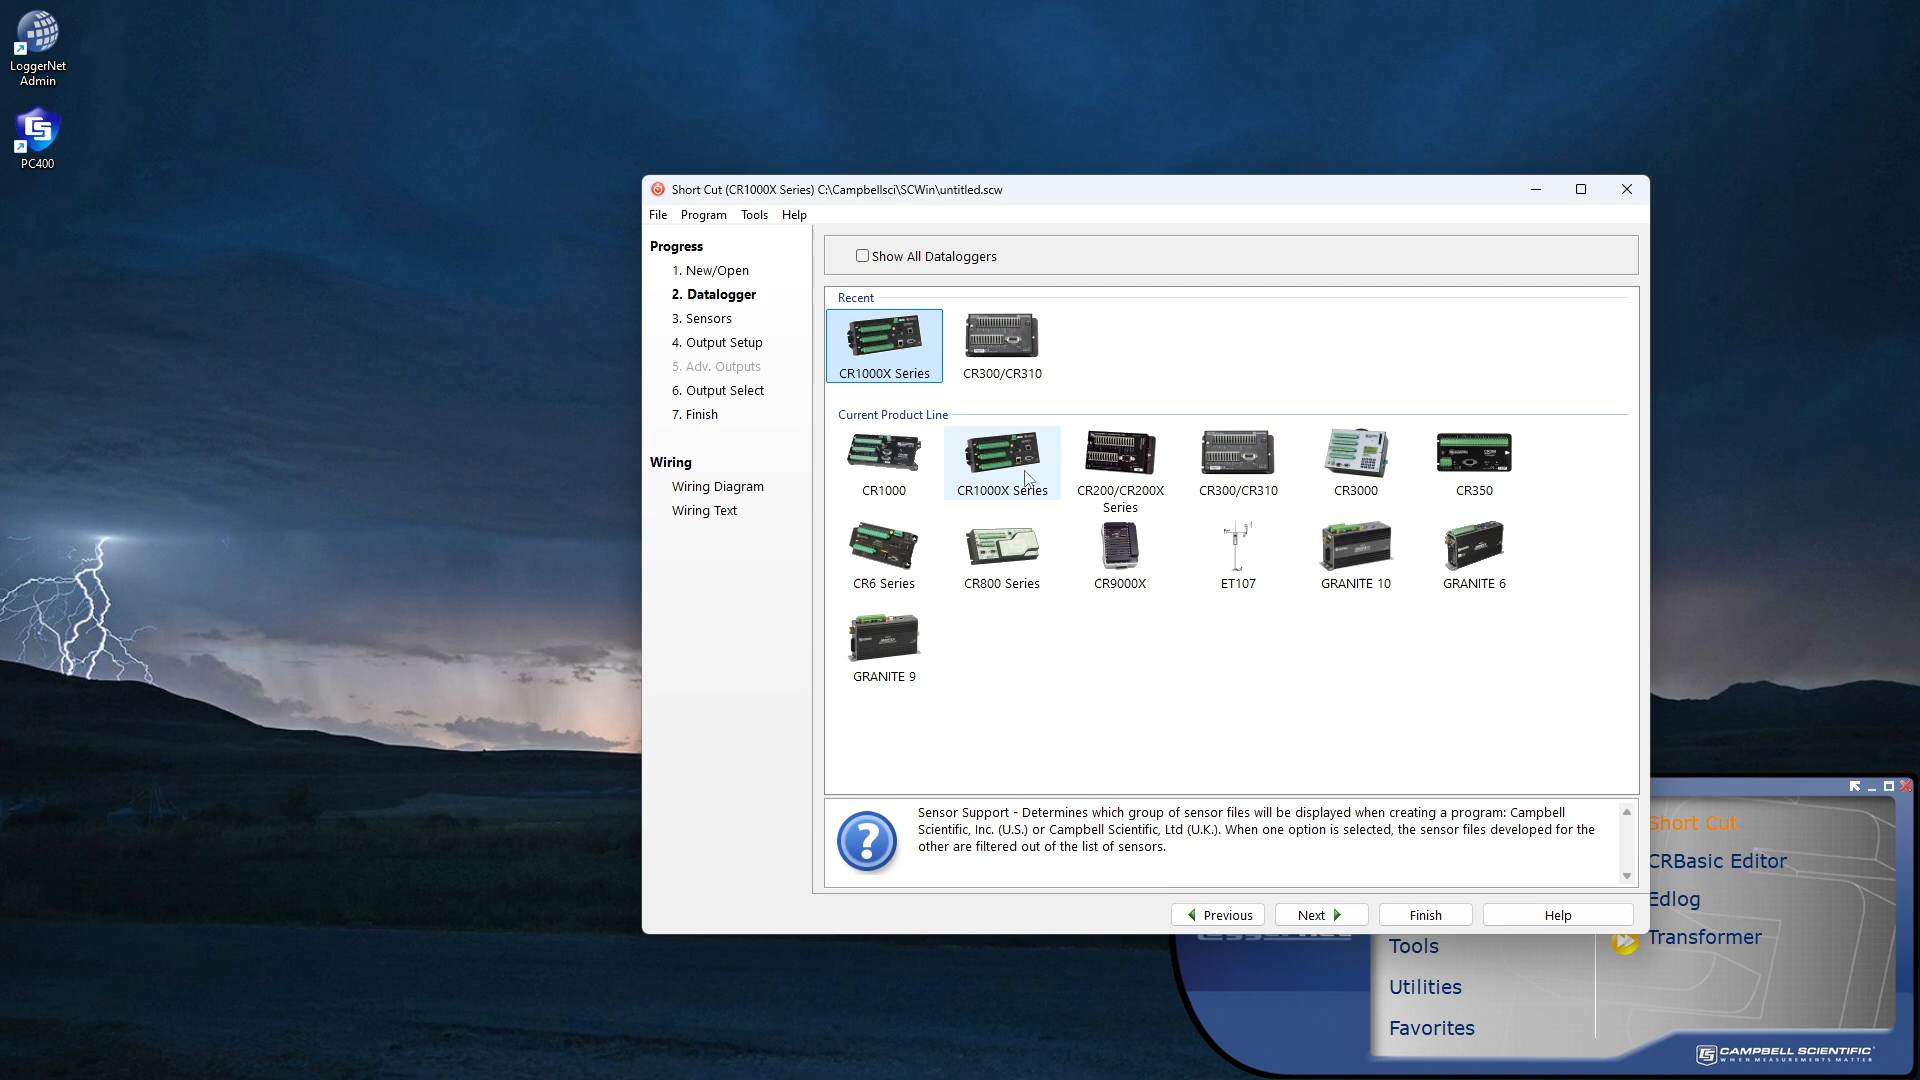 LoggerNet
Admin
PC400
Short Cut (CR1000X Series) C:\Campbellsci\SCWin\untitled.scw
File Program Tools Help
Progress
1. New/Open
2. Datalogger
3. Sensors
4. Output Setup
5. Adv. Outputs
6. Output Select
7. Finish
Wiring
Wiring Diagram
Wiring Text
Show All Dataloggers
Recent
CR1000X Series
CR300/CR310
Current Product Line
CR1000
CR1000X Series
CR200/CR200X
Series
CR300/CR310
CR3000
CR350
CR6 Series
CR800 Series
CR9000X
ET107
GRANITE 10
GRANITE 6
GRANITE 9
Sensor Support - Determines which group of sensor files will be displayed when creating a program: Campbell
Scientific, Inc. (U.S.) or Campbell Scientific, Ltd (U.K.). When one option is selected, the sensor files developed for the
other are filtered out of the list of sensors.
Previous
Next
Finish
Help
Short Cut
CRBasic Editor
Edlog
Transformer
Tools
Utilities
Favorites
CAMPBELL SCIENTIFIC
WHEN MEASUREMENTS MATTER